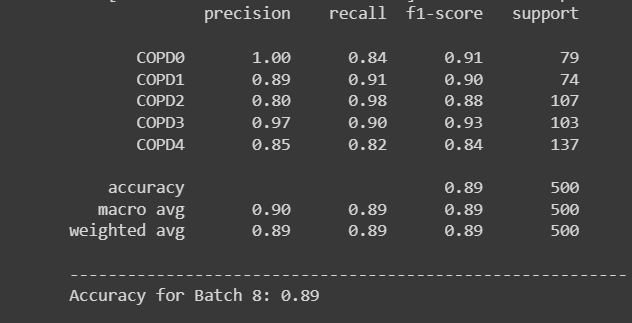 precision recall f1-score support
COPD0 1.00 0.84 0.91 79
COPD1 0.89 0.91 0.90 74
COPD2 0.80 0.98 0.88 107
COPD3 0.97 0.90 0.93 103
COPD4 0.85 0.82 0.84 137
accuracy 0.89 500
macro avg 0.90 0.89 0.89 500
weighted avg 0.89 0.89 0.89 500
------------------------------------------------------------
Accuracy for Batch 8: 0.89